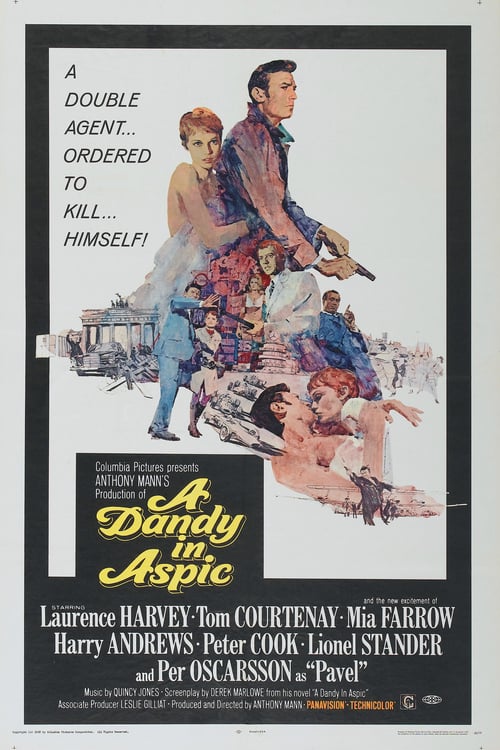 A
DOUBLE
AGENT...
ORDERED
TO
KILL...
HIMSELF!
Columbia Pictures presents
ANTHONY MANN'S
Production of
A
Dandy
in
Aspic
and the new excitement of
STARRING
Laurence HARVEY · Tom COURTENAY · Mia FARROW
Harry ANDREWS · Peter COOK · Lionel STANDER
and Per OSCARSSON as "Pavel"
Music by QUINCY JONES · Screenplay by DEREK MARLOWE from his novel "A Dandy In Aspic"
Associate Producer LESLIE GILLIAT · Produced and Directed by ANTHONY MANN · PANAVISION® · TECHNICOLOR®